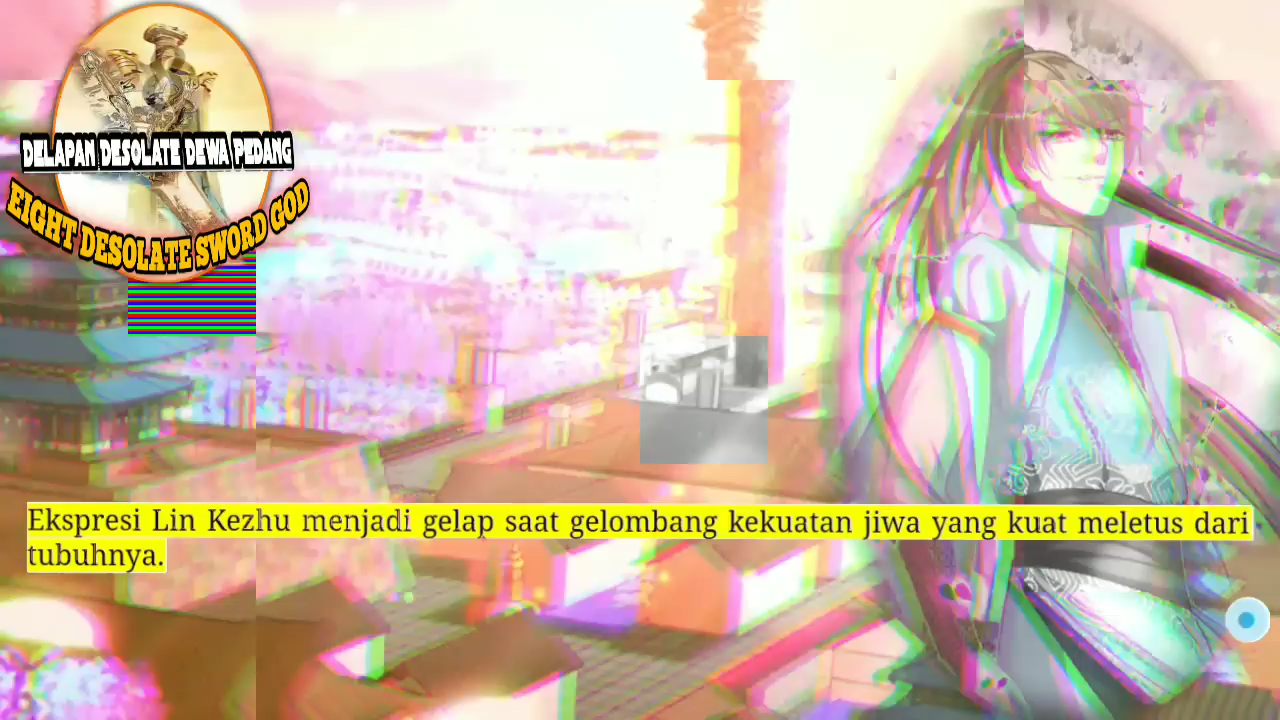 DELAPAN DESOLATE DEWA PEDANG
EIGHT DESOLATE SWORD GOD
Ekspresi Lin Kezhu menjadi gelap saat gelombang kekuatan jiwa yang kuat meletus dari
tubuhnya.